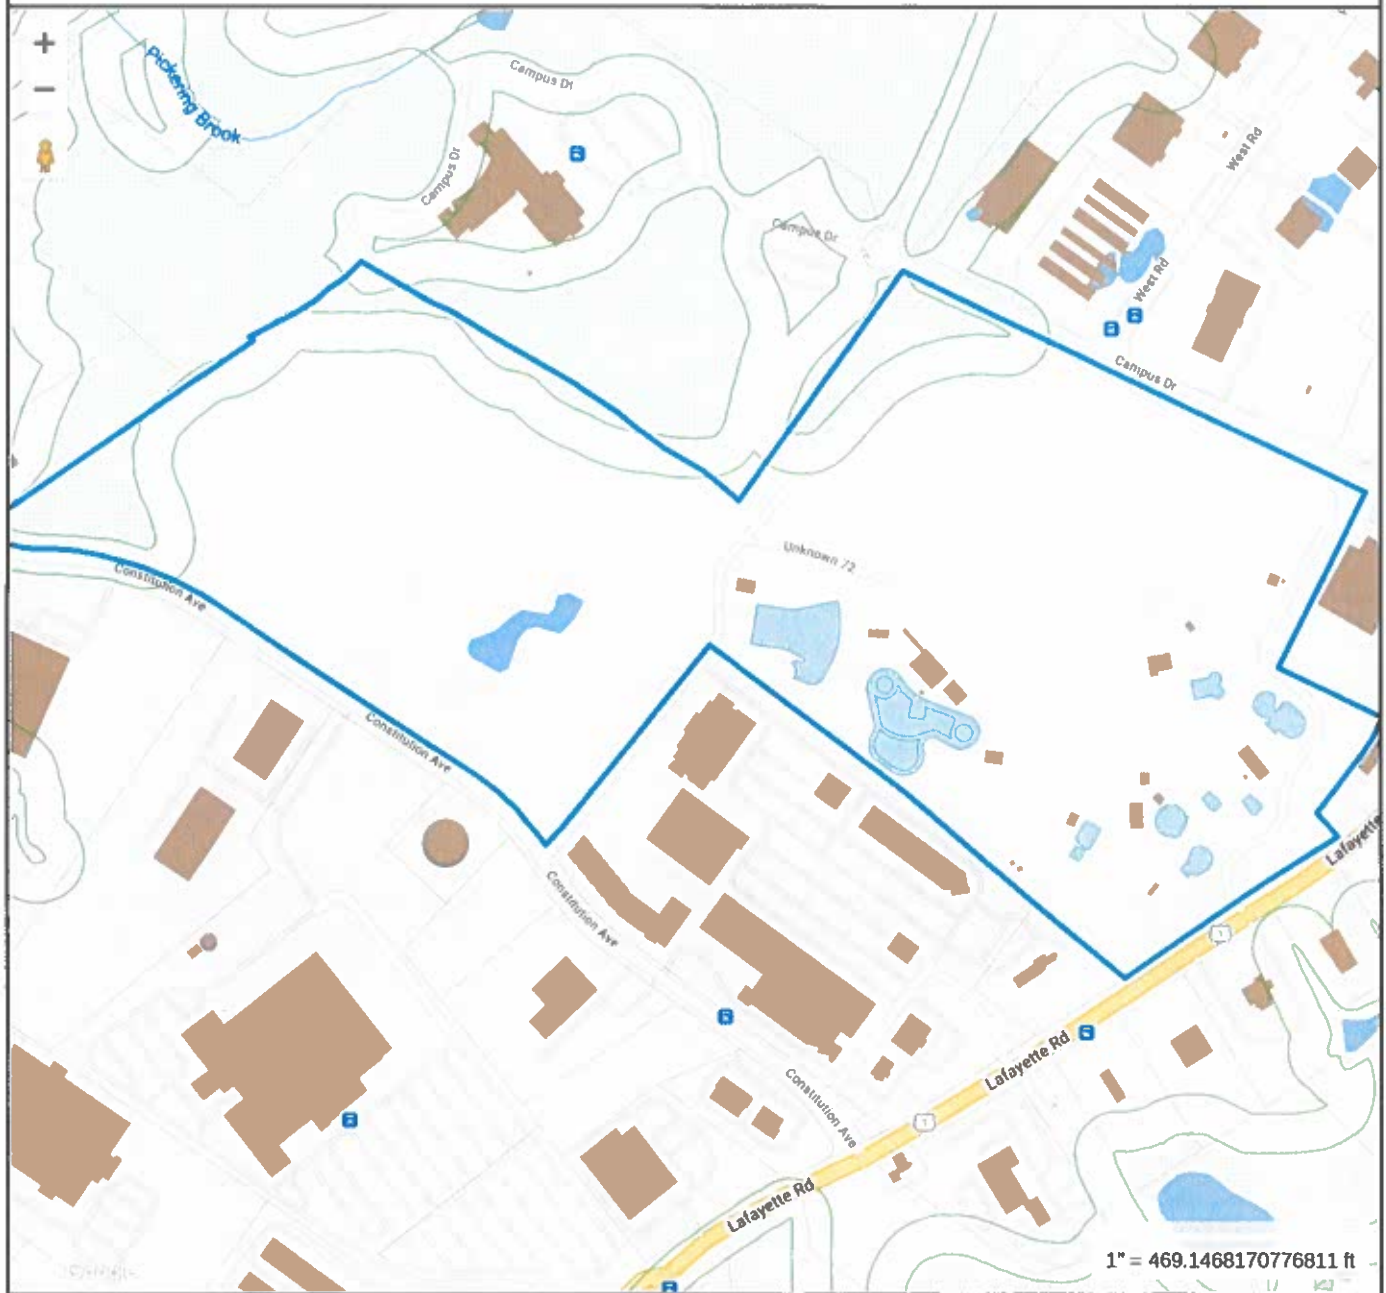 +
−
Pickering Brook
Campus Dr
Campus Dr
Campus Dr
West Rd
West Rd
Campus Dr
Unknown 72
Constitution Ave
Constitution Ave
Constitution Ave
Lafayette
1
Lafayette Rd
1
Constitution Ave
Lafayette Rd
1" = 469.1468170776811 ft